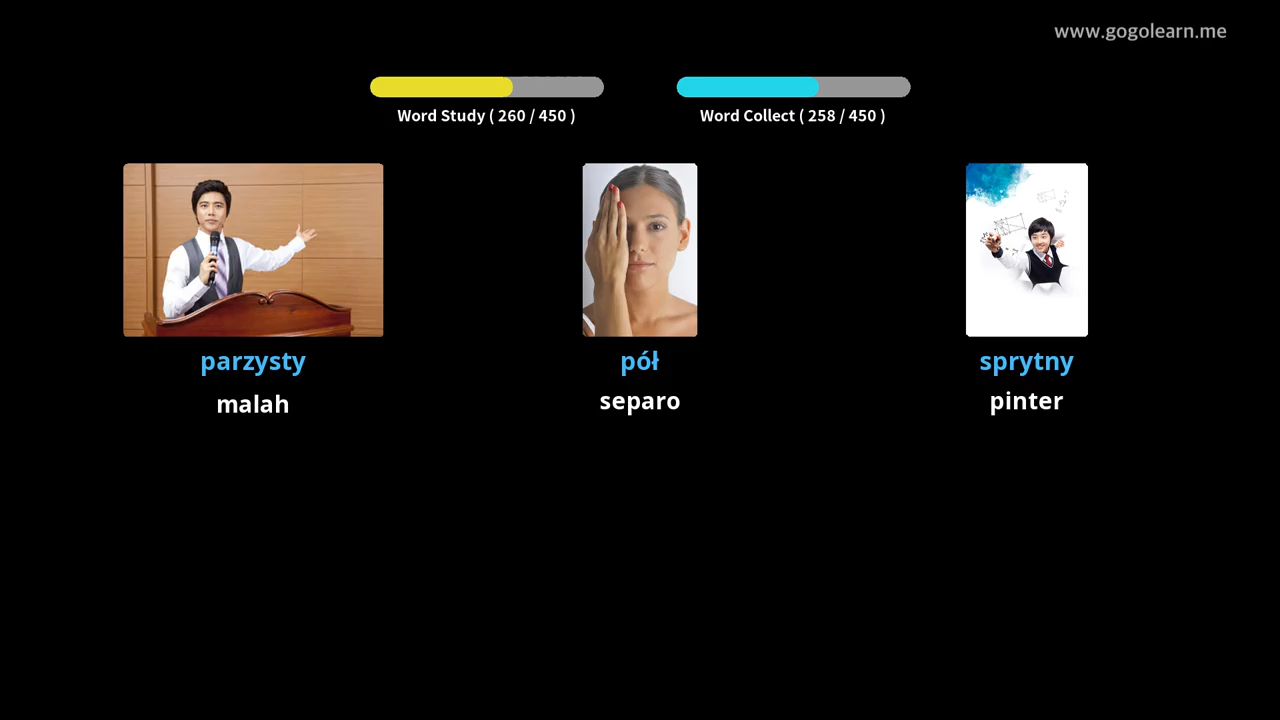 www.gogolearn.me
Word Study ( 260 / 450 )
Word Collect ( 258 / 450 )
parzysty
pół
sprytny
malah
separo
pinter